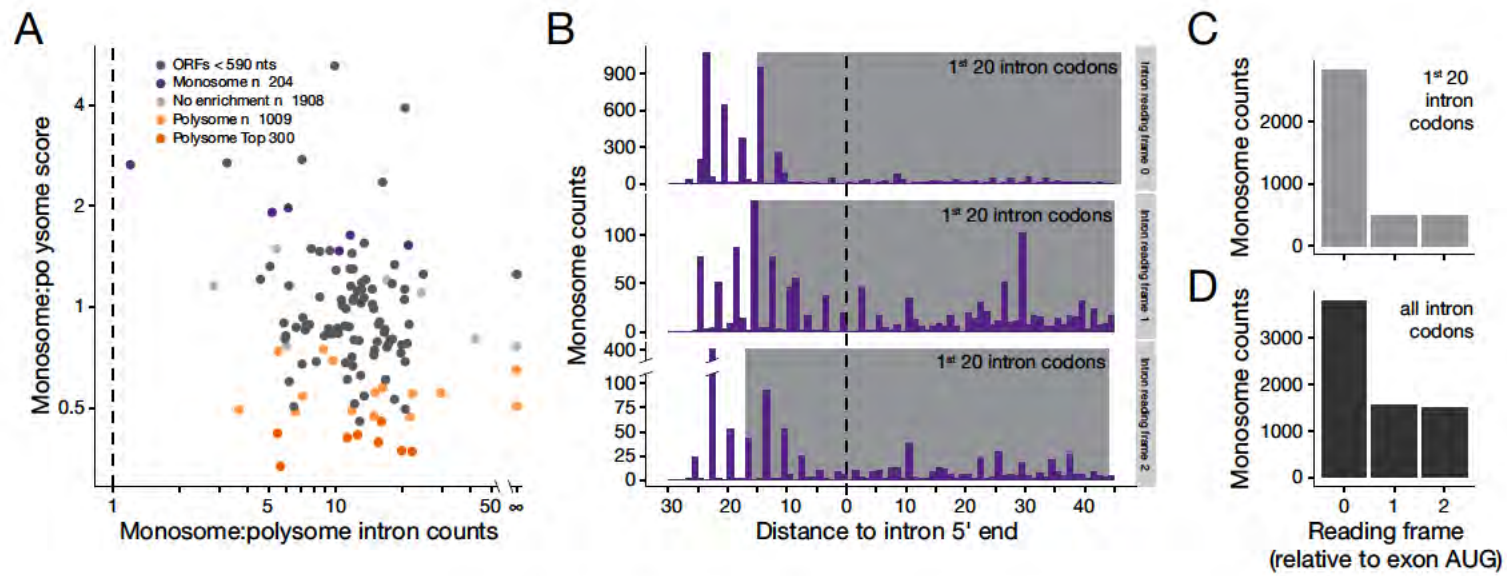 A
Monosome:po ysome score
4
2
1
0.5
ORFs < 590 nts
Monosome n 204
No enrichment n 1908
Polysome n 1009
Polysome Top 300
1
5
10
50 ∞
Monosome:polysome intron counts
B
Monosome counts
900
600
300
0
1st 20 intron codons
Intron reading frame 0
100
50
0
1st 20 intron codons
Intron reading frame 1
400
100
75
50
25
0
1st 20 intron codons
Intron reading frame 2
30 20 10 0 10 20 30 40
Distance to intron 5' end
C
Monosome counts
2000
1000
0
1st 20
intron
codons
D
Monosome counts
3000
2000
1000
0
all intron
codons
0 1 2
Reading frame
(relative to exon AUG)